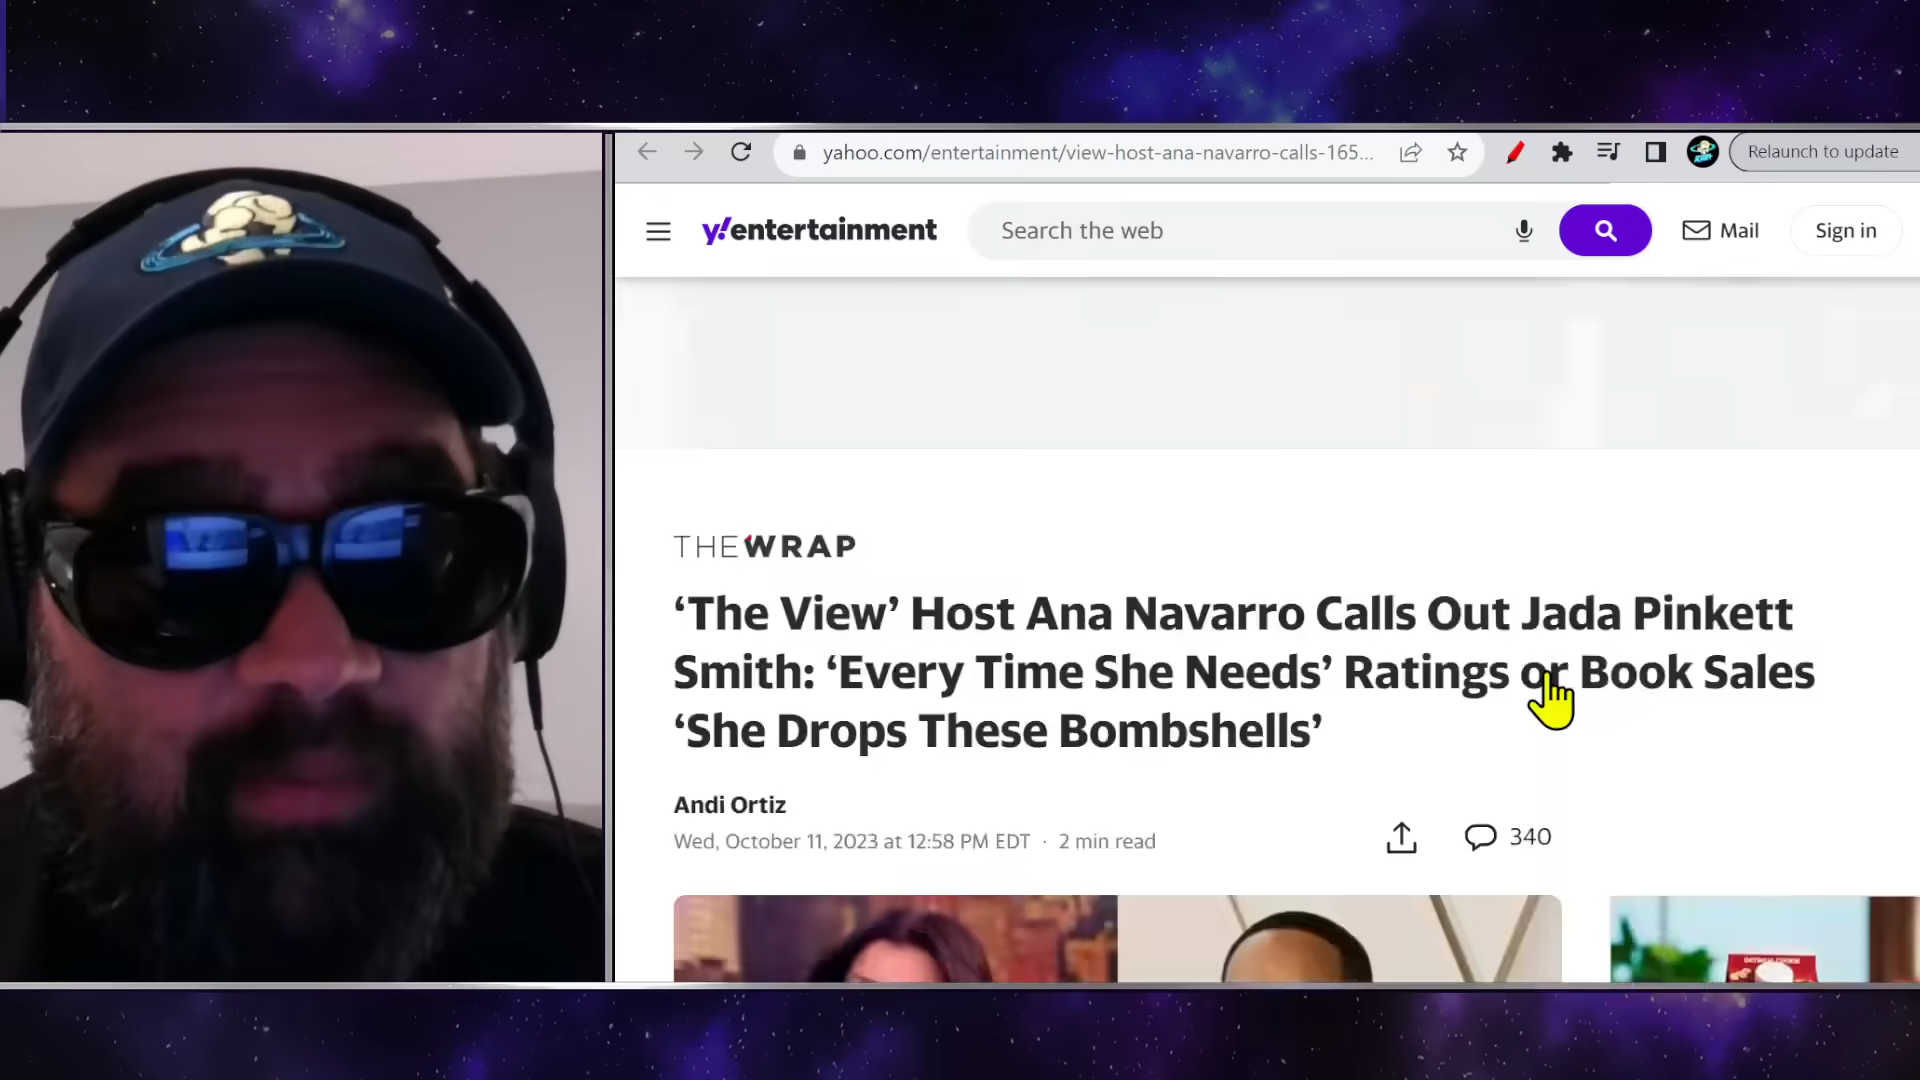 yahoo.com/entertainment/view-host-ana-navarro-calls-165...
Relaunch to update
y!entertainment
Search the web
Mail
Sign in
THEWRAP
‘The View’ Host Ana Navarro Calls Out Jada Pinkett
Smith: ‘Every Time She Needs’ Ratings or Book Sales
‘She Drops These Bombshells’
Andi Ortiz
Wed, October 11, 2023 at 12:58 PM EDT · 2 min read
340